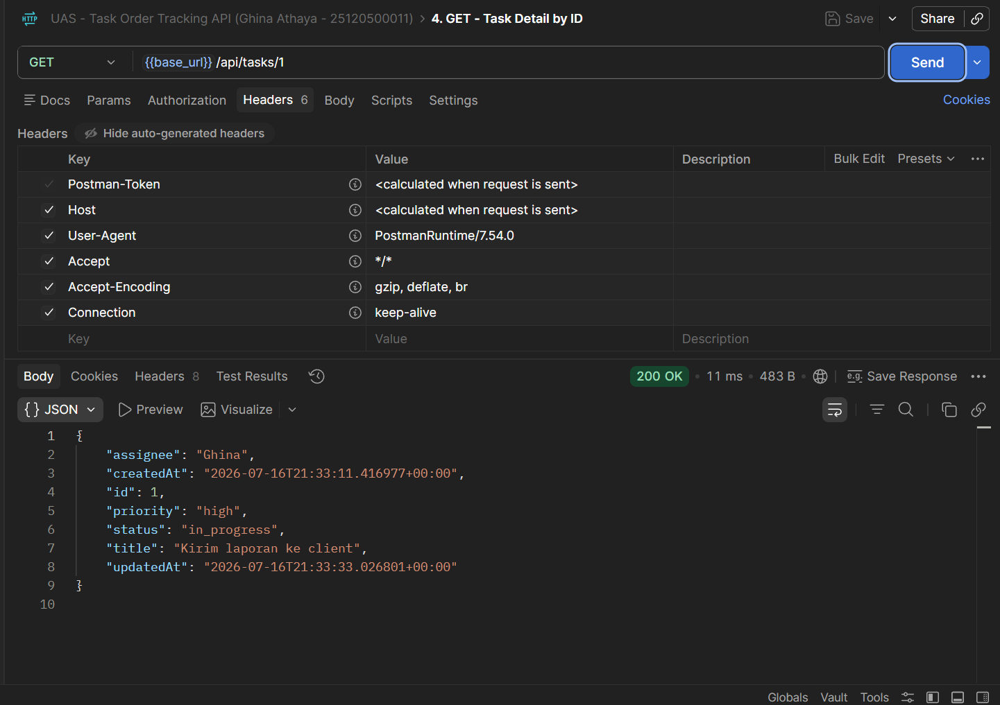 HTTP UAS - Task Order Tracking API (Ghina Athaya - 25120500011) > 4. GET - Task Detail by ID Save Share
GET {{base_url}} /api/tasks/1 Send
Docs Params Authorization Headers 6 Body Scripts Settings Cookies
Headers Hide auto-generated headers
Key Value Description Bulk Edit Presets
Postman-Token <calculated when request is sent>
Host <calculated when request is sent>
User-Agent PostmanRuntime/7.54.0
Accept */*
Accept-Encoding gzip, deflate, br
Connection keep-alive
Key Value Description
Body Cookies Headers 8 Test Results 200 OK • 11 ms • 483 B • e.g. Save Response
{} JSON Preview Visualize
1 {
2 "assignee": "Ghina",
3 "createdAt": "2026-07-16T21:33:11.416977+00:00",
4 "id": 1,
5 "priority": "high",
6 "status": "in_progress",
7 "title": "Kirim laporan ke client",
8 "updatedAt": "2026-07-16T21:33:33.026801+00:00"
9 }
10
Globals Vault Tools